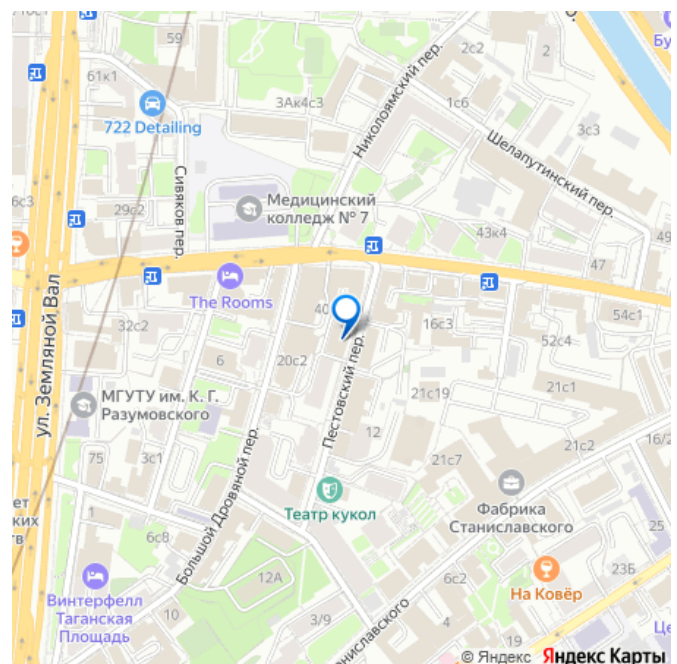 59
2с2
2
Бу
61к1
3Ак4с3
1с6
722 Detailing
Николоямский пер.
3с3
Шелапутинский пер.
Сивяков пер.
Медицинский
колледж № 7
6с3
29с2
43к4
49
47
The Rooms
ул. Земляной Вал
32с2
40
16с3
54с1
52с4
6
20с2
Пестовский пер.
21с19
21с1
МГУТУ им. К. Г.
Разумовского
12
21с2
16/2
75
3с1
21с7
Большой Дровяной пер.
Театр кукол
Фабрика
Станиславского
1
25
6с8
12А
6с2
23Б
На Ковёр
Винтерфелл
Таганская
Площадь
10
3/9
4
19
© Яндекс Яндекс Карты